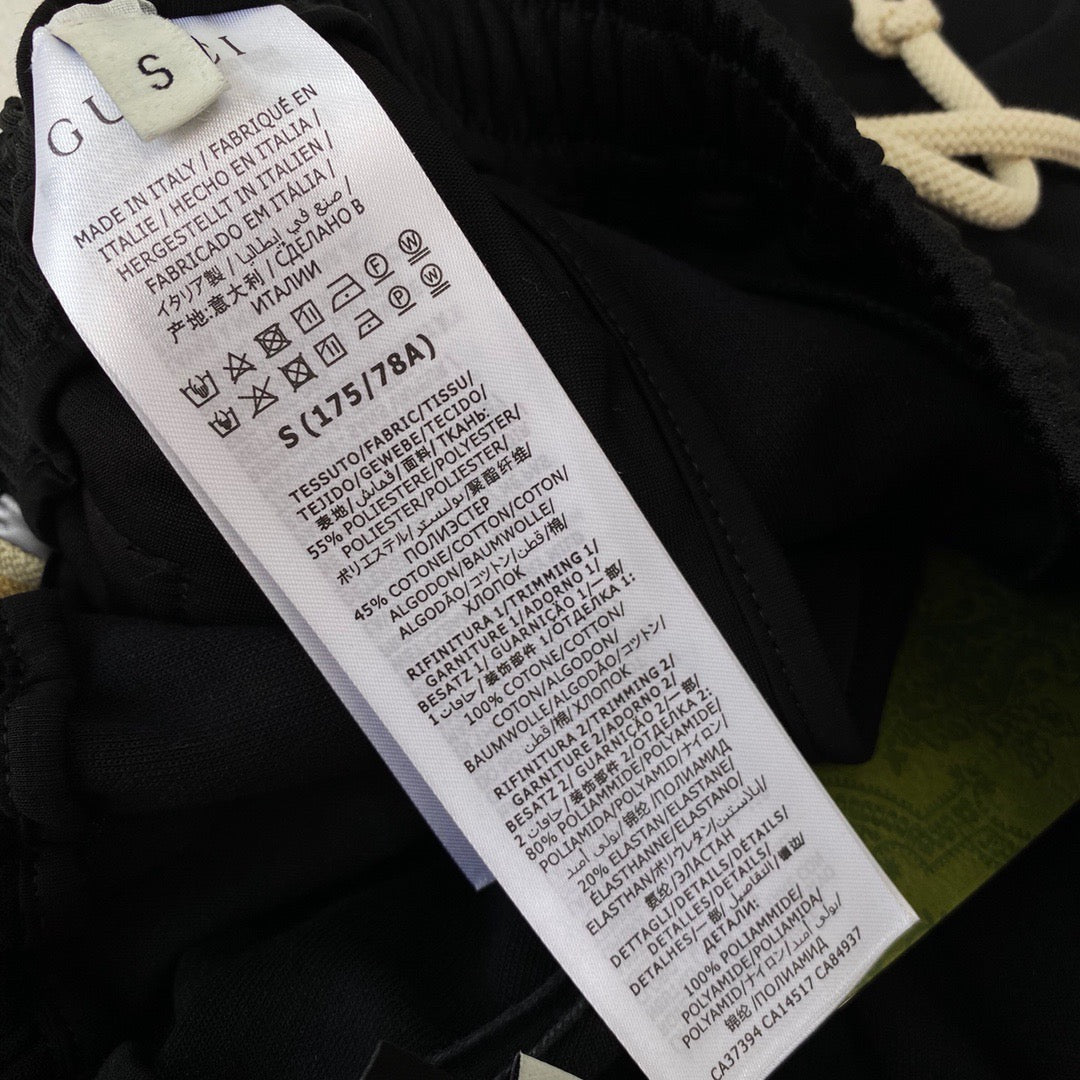 S
GUCCI
MADE IN ITALY / FABRIQUÉ EN
ITALIE / HECHO EN ITALIA /
HERGESTELLT IN ITALIEN /
FABRICADO EM ITÁLIA /
イタリア製 / صنع في إيطاليا /
产地:意大利 / СДЕЛАНО В
ИТАЛИИ
F W
P W
S (175/78A)
TESSUTO/FABRIC/TISSU/
TEJIDO/GEWEBE/TECIDO/
表地/قماش/面料/ТКАНЬ:
55% POLIESTERE/POLYESTER/
POLIESTER/POLIESTER/
ポリエステル/بوليستر/聚酯纤维/
ПОЛИЭСТЕР
45% COTONE/COTTON/COTON/
ALGODON/BAUMWOLLE/
ALGODÃO/コットン/قطن/棉/
ХЛОПОК
RIFINITURA 1/TRIMMING 1/
GARNITURE 1/ADORNO 1/
BESATZ 1/ GUARNIÇÃO 1/一部/
1 حافات/装饰部件 1/ОТДЕЛКА 1:
100% COTONE/COTTON/
COTON/ALGODON/
BAUMWOLLE/ALGODÃO/コットン/
قطن/棉/ХЛОПОК
RIFINITURA 2/TRIMMING 2/
GARNITURE 2/ADORNO 2/
BESATZ 2/ GUARNIÇÃO 2/一部/
2 حافات/装饰部件 2/ОТДЕЛКА 2:
80% POLIAMMIDE/POLYAMIDE/
POLIAMIDA/POLYAMID/ナイロン/
بولي أميد/锦纶/ПОЛИАМИД
20% ELASTAN/ELASTANE/
ÉLASTHANNE/ELASTANO/
ELASTHAN/ポリウレタン/إيلاستين/
氨纶/ЭЛАСТАН
DETTAGLI/DETAILS/DÉTAILS/
DETALLES/DETAILS/
DETALHES/一部/التفاصيل/镶边/
ДЕТАЛИ:
100% POLIAMMIDE/
POLYAMIDE/POLIAMIDA/
POLYAMID/ナイロン/بولي أميد/
锦纶/ПОЛИАМИД
CA37394 CA14517 CA84937